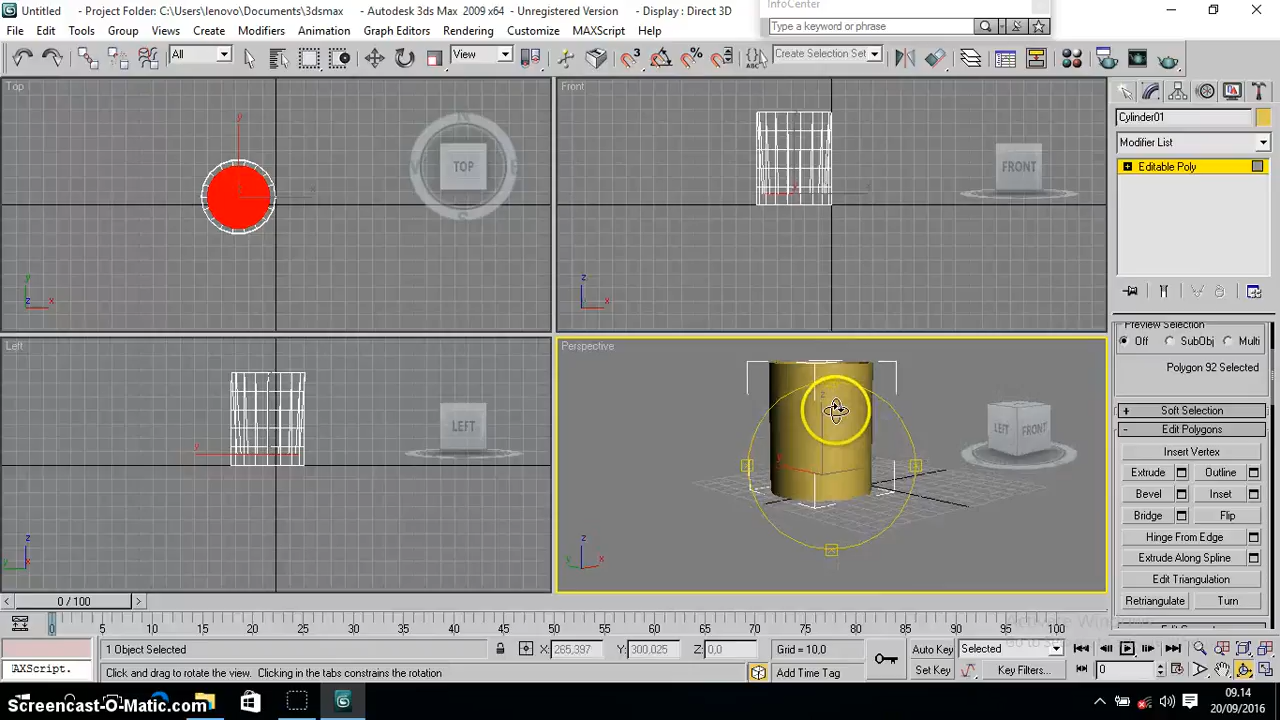 Untitled - Project Folder: C:\Users\lenovo\Documents\3dsmax - Autodesk 3ds Max 2009 x64 - Unregistered Version - Display : Direct 3D
InfoCenter
Type a keyword or phrase
File Edit Tools Group Views Create Modifiers Animation Graph Editors Rendering Customize MAXScript Help
All View Create Selection Set
Top Front
TOP FRONT
Cylinder01
Modifier List
Editable Poly
Left Perspective
LEFT LEFT FRONT
Preview Selection
Off SubObj Multi
Polygon 92 Selected
+ Soft Selection
- Edit Polygons
Insert Vertex
Extrude Outline
Bevel Inset
Bridge Flip
Hinge From Edge
Extrude Along Spline
Edit Triangulation
Retriangulate Turn
0 / 100
0 5 10 15 20 25 30 35 40 45 50 55 60 65 70 75 80 85 90 95 100
1 Object Selected X: 265,397 Y: 300,025 Z: 0,0 Grid = 10,0 Auto Key Selected
AXScript. Click and drag to rotate the view. Clicking in the tabs constrains the rotation Add Time Tag Set Key Key Filters... 0
Screencast-O-Matic.com
09.14
20/09/2016